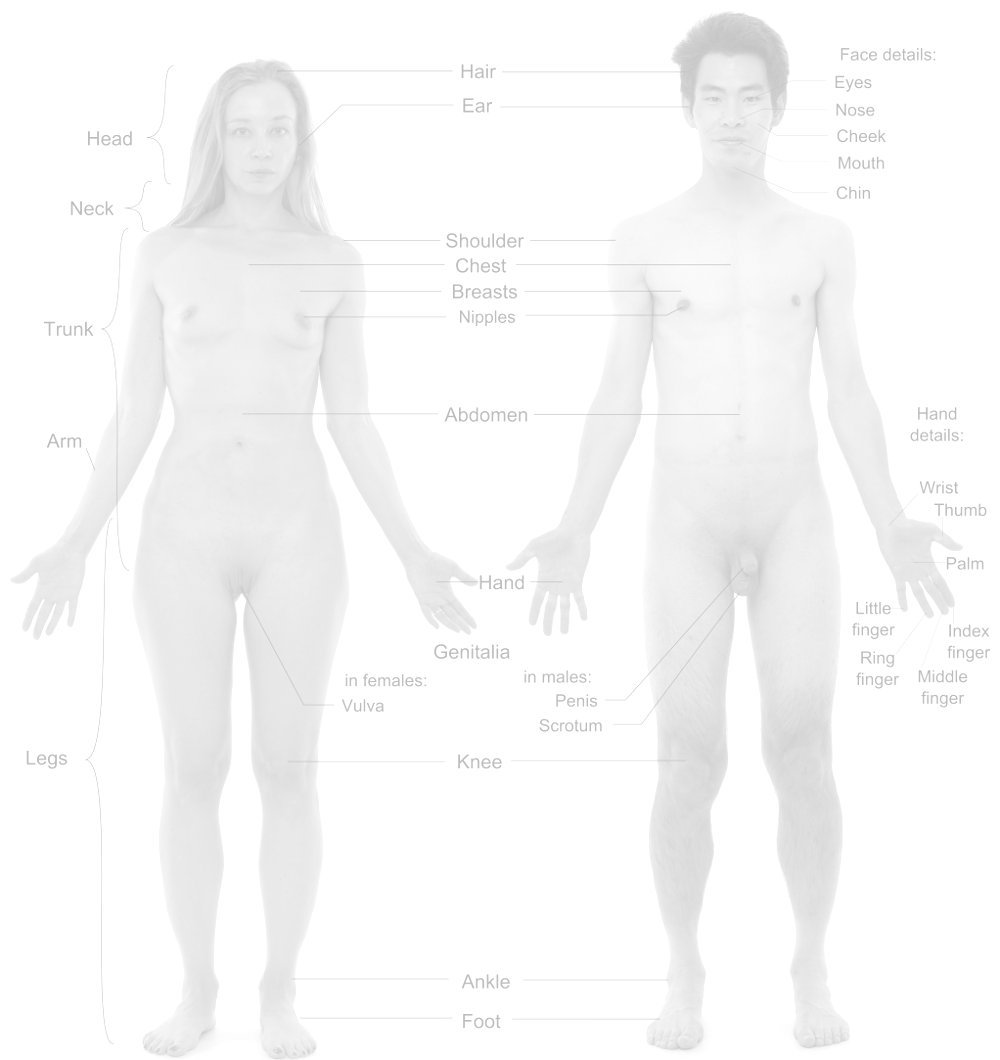 Hair
Ear
Head
Neck
Shoulder
Chest
Breasts
Nipples
Trunk
Abdomen
Arm
Hand
Genitalia
in females:
Vulva
in males:
Penis
Scrotum
Legs
Knee
Ankle
Foot
Face details:
Eyes
Nose
Cheek
Mouth
Chin
Hand
details:
Wrist
Thumb
Palm
Little
finger
Ring
finger
Middle
finger
Index
finger